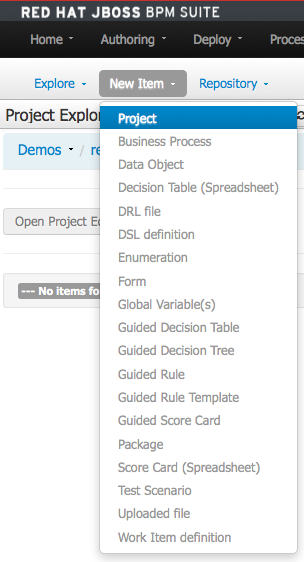 RED HAT JBOSS BPM SUITE
Home Authoring Deploy
Explore New Item Repository
Project
Demos /
Open Project
--- No items
Project
Business Process
Data Object
Decision Table (Spreadsheet)
DRL file
DSL definition
Enumeration
Form
Global Variable(s)
Guided Decision Table
Guided Decision Tree
Guided Rule
Guided Rule Template
Guided Score Card
Package
Score Card (Spreadsheet)
Test Scenario
Uploaded file
Work Item definition